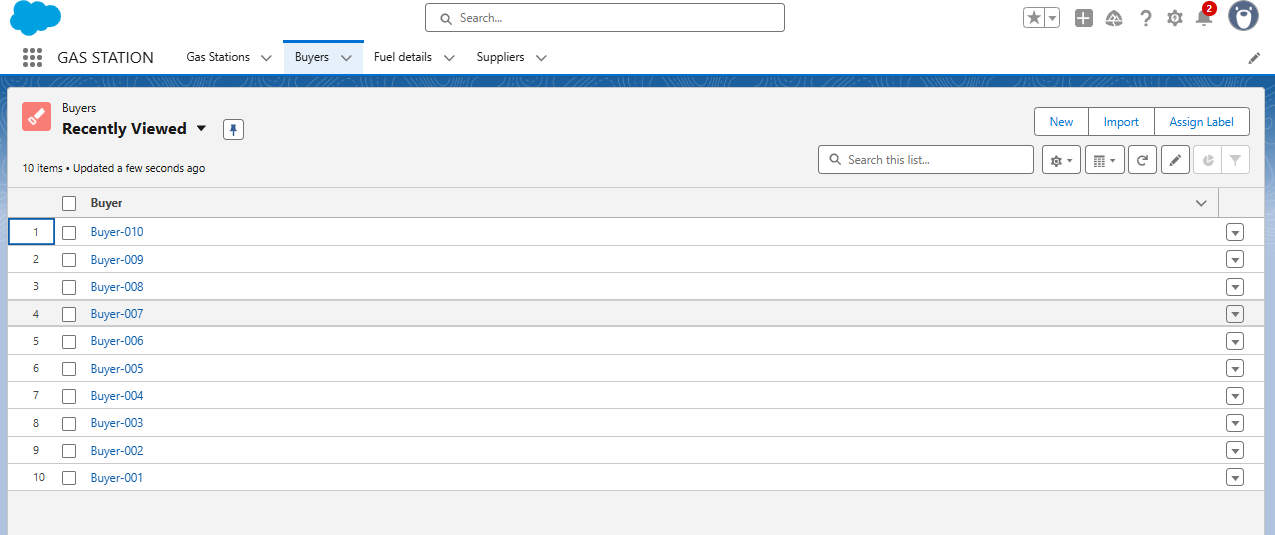 Search...
2
GAS STATION Gas Stations Buyers Fuel details Suppliers
Buyers
Recently Viewed
New Import Assign Label
10 items • Updated a few seconds ago
Search this list...
Buyer
1 Buyer-010
2 Buyer-009
3 Buyer-008
4 Buyer-007
5 Buyer-006
6 Buyer-005
7 Buyer-004
8 Buyer-003
9 Buyer-002
10 Buyer-001